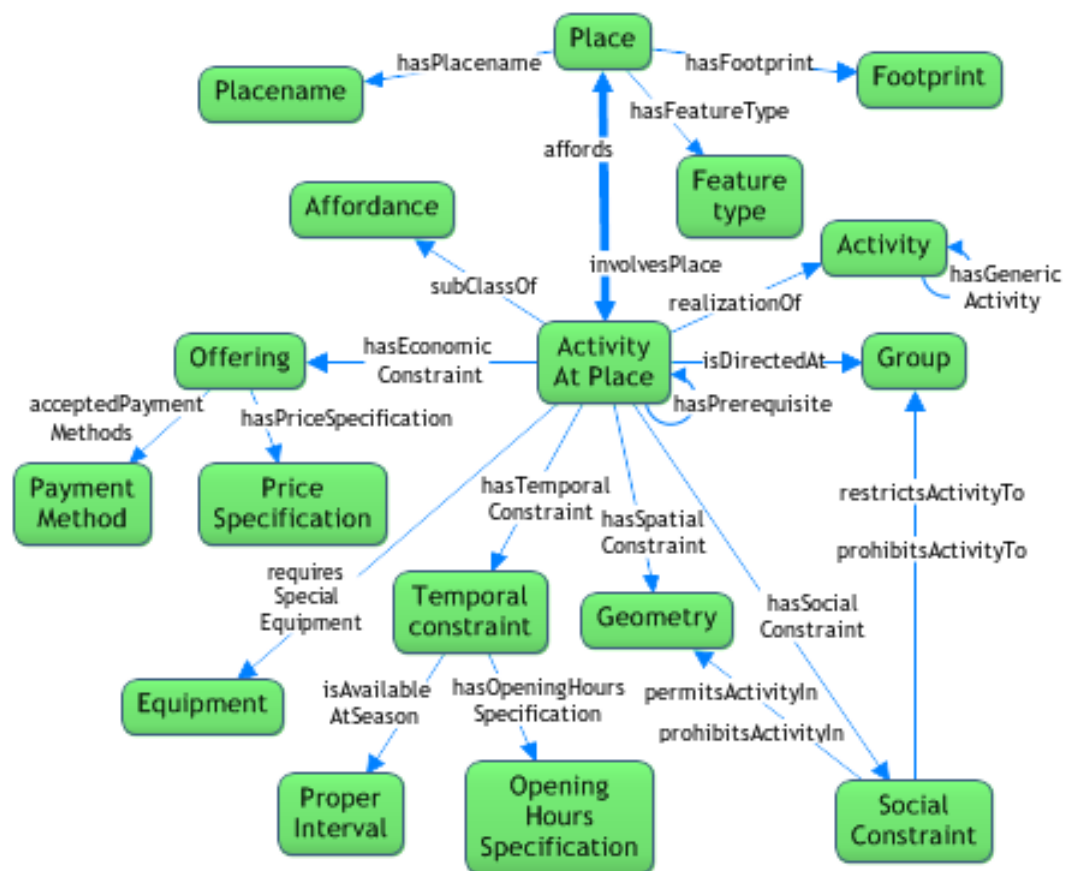 Place
hasPlacename
hasFootprint
Placename
Footprint
hasFeatureType
affords
Feature
type
Affordance
Activity
involvesPlace
hasGeneric
Activity
subClassOf
realizationOf
Offering
hasEconomic
Constraint
Activity
At Place
isDirectedAt
Group
hasPrerequisite
acceptedPayment
Methods
hasPriceSpecification
Payment
Method
Price
Specification
hasTemporal
Constraint
hasSpatial
Constraint
restrictsActivityTo
prohibitsActivityTo
requires
Special
Equipment
Temporal
constraint
Geometry
hasSocial
Constraint
Equipment
isAvailable
AtSeason
hasOpeningHours
Specification
permitsActivityIn
prohibitsActivityIn
Proper
Interval
Opening
Hours
Specification
Social
Constraint